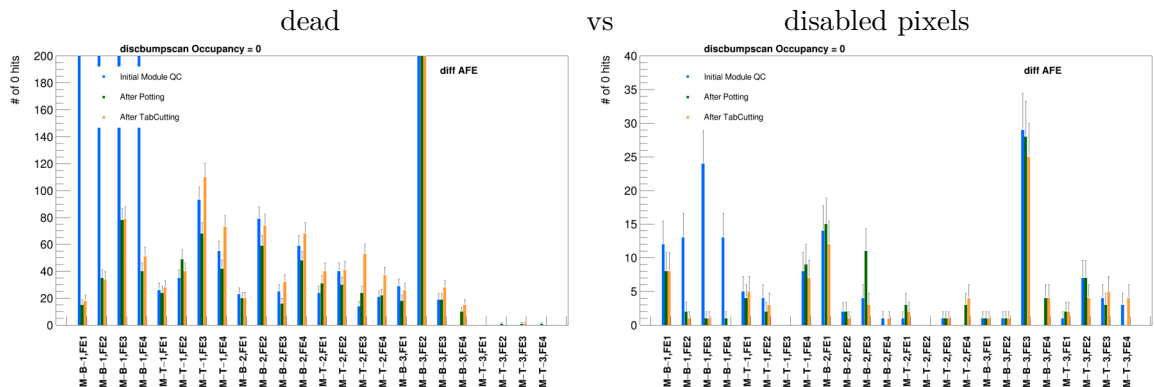 dead vs disabled pixels
discbumpscan Occupancy = 0
# of 0 hits
200
180
160
140
120
100
80
60
40
20
0
diff AFE
Initial Module QC
After Potting
After TabCutting
M−B−1,FE1
M−B−1,FE2
M−B−1,FE3
M−B−1,FE4
M−T−1,FE1
M−T−1,FE2
M−T−1,FE3
M−T−1,FE4
M−B−2,FE1
M−B−2,FE2
M−B−2,FE3
M−B−2,FE4
M−T−2,FE1
M−T−2,FE2
M−T−2,FE3
M−T−2,FE4
M−B−3,FE1
M−B−3,FE2
M−B−3,FE3
M−B−3,FE4
M−T−3,FE1
M−T−3,FE2
M−T−3,FE3
M−T−3,FE4
discbumpscan Occupancy = 0
# of 0 hits
40
35
30
25
20
15
10
5
0
diff AFE
Initial Module QC
After Potting
After TabCutting
M−B−1,FE1
M−B−1,FE2
M−B−1,FE3
M−B−1,FE4
M−T−1,FE1
M−T−1,FE2
M−T−1,FE3
M−T−1,FE4
M−B−2,FE1
M−B−2,FE2
M−B−2,FE3
M−B−2,FE4
M−T−2,FE1
M−T−2,FE2
M−T−2,FE3
M−T−2,FE4
M−B−3,FE1
M−B−3,FE2
M−B−3,FE3
M−B−3,FE4
M−T−3,FE1
M−T−3,FE2
M−T−3,FE3
M−T−3,FE4